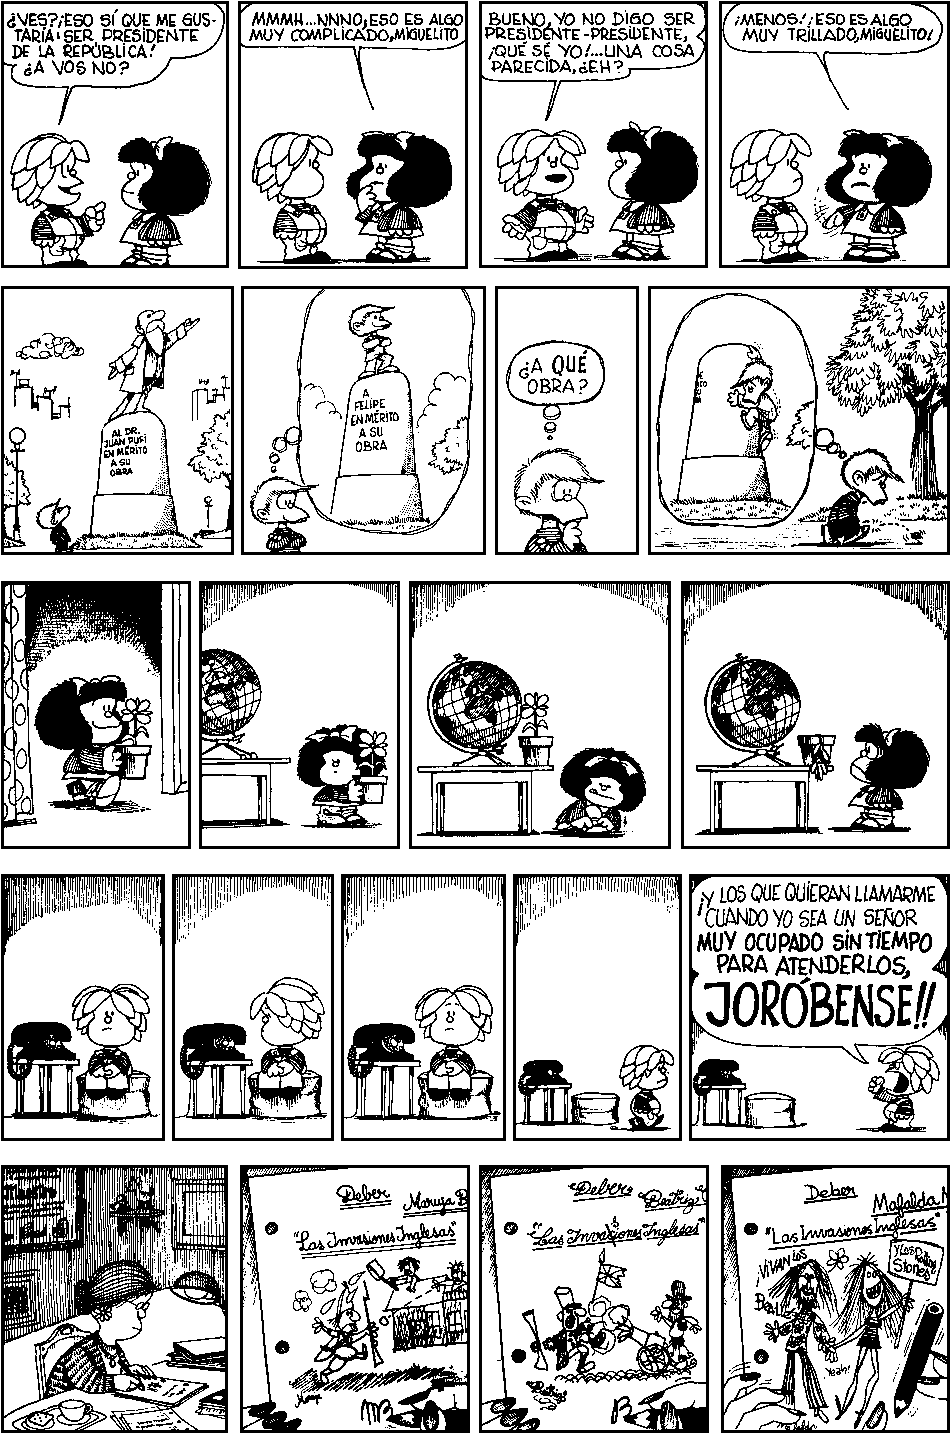 ¿VES?¡ESO SÍ QUE ME GUS-
TARÍA: SER PRESIDENTE
DE LA REPÚBLICA!
¿A VOS NO?
MMMH...NNNO, ESO ES ALGO
MUY COMPLICADO, MIGUELITO
BUENO, YO NO DIGO SER
PRESIDENTE-PRESIDENTE,
¡QUÉ SÉ YO!...UNA COSA
PARECIDA, ¿EH?
¡MENOS!¡ESO ES ALGO
MUY TRILLADO, MIGUELITO!
AL DR.
JUAN PUFI
EN MÉRITO
A SU
OBRA
A
FELIPE
EN MÉRITO
A SU
OBRA
¿A QUÉ
OBRA?
¡Y LOS QUE QUIERAN LLAMARME
CUANDO YO SEA UN SEÑOR
MUY OCUPADO SIN TIEMPO
PARA ATENDERLOS,
JORÓBENSE!!
Deber
Maruja B
"Las Invasiones Inglesas"
Deber
Beatriz
"Las Invasiones Inglesas"
Deber
Mafalda
"Las Invasiones Inglesas"
¡VIVAN LOS
Y Los Rolling
Stones!
Yeah!